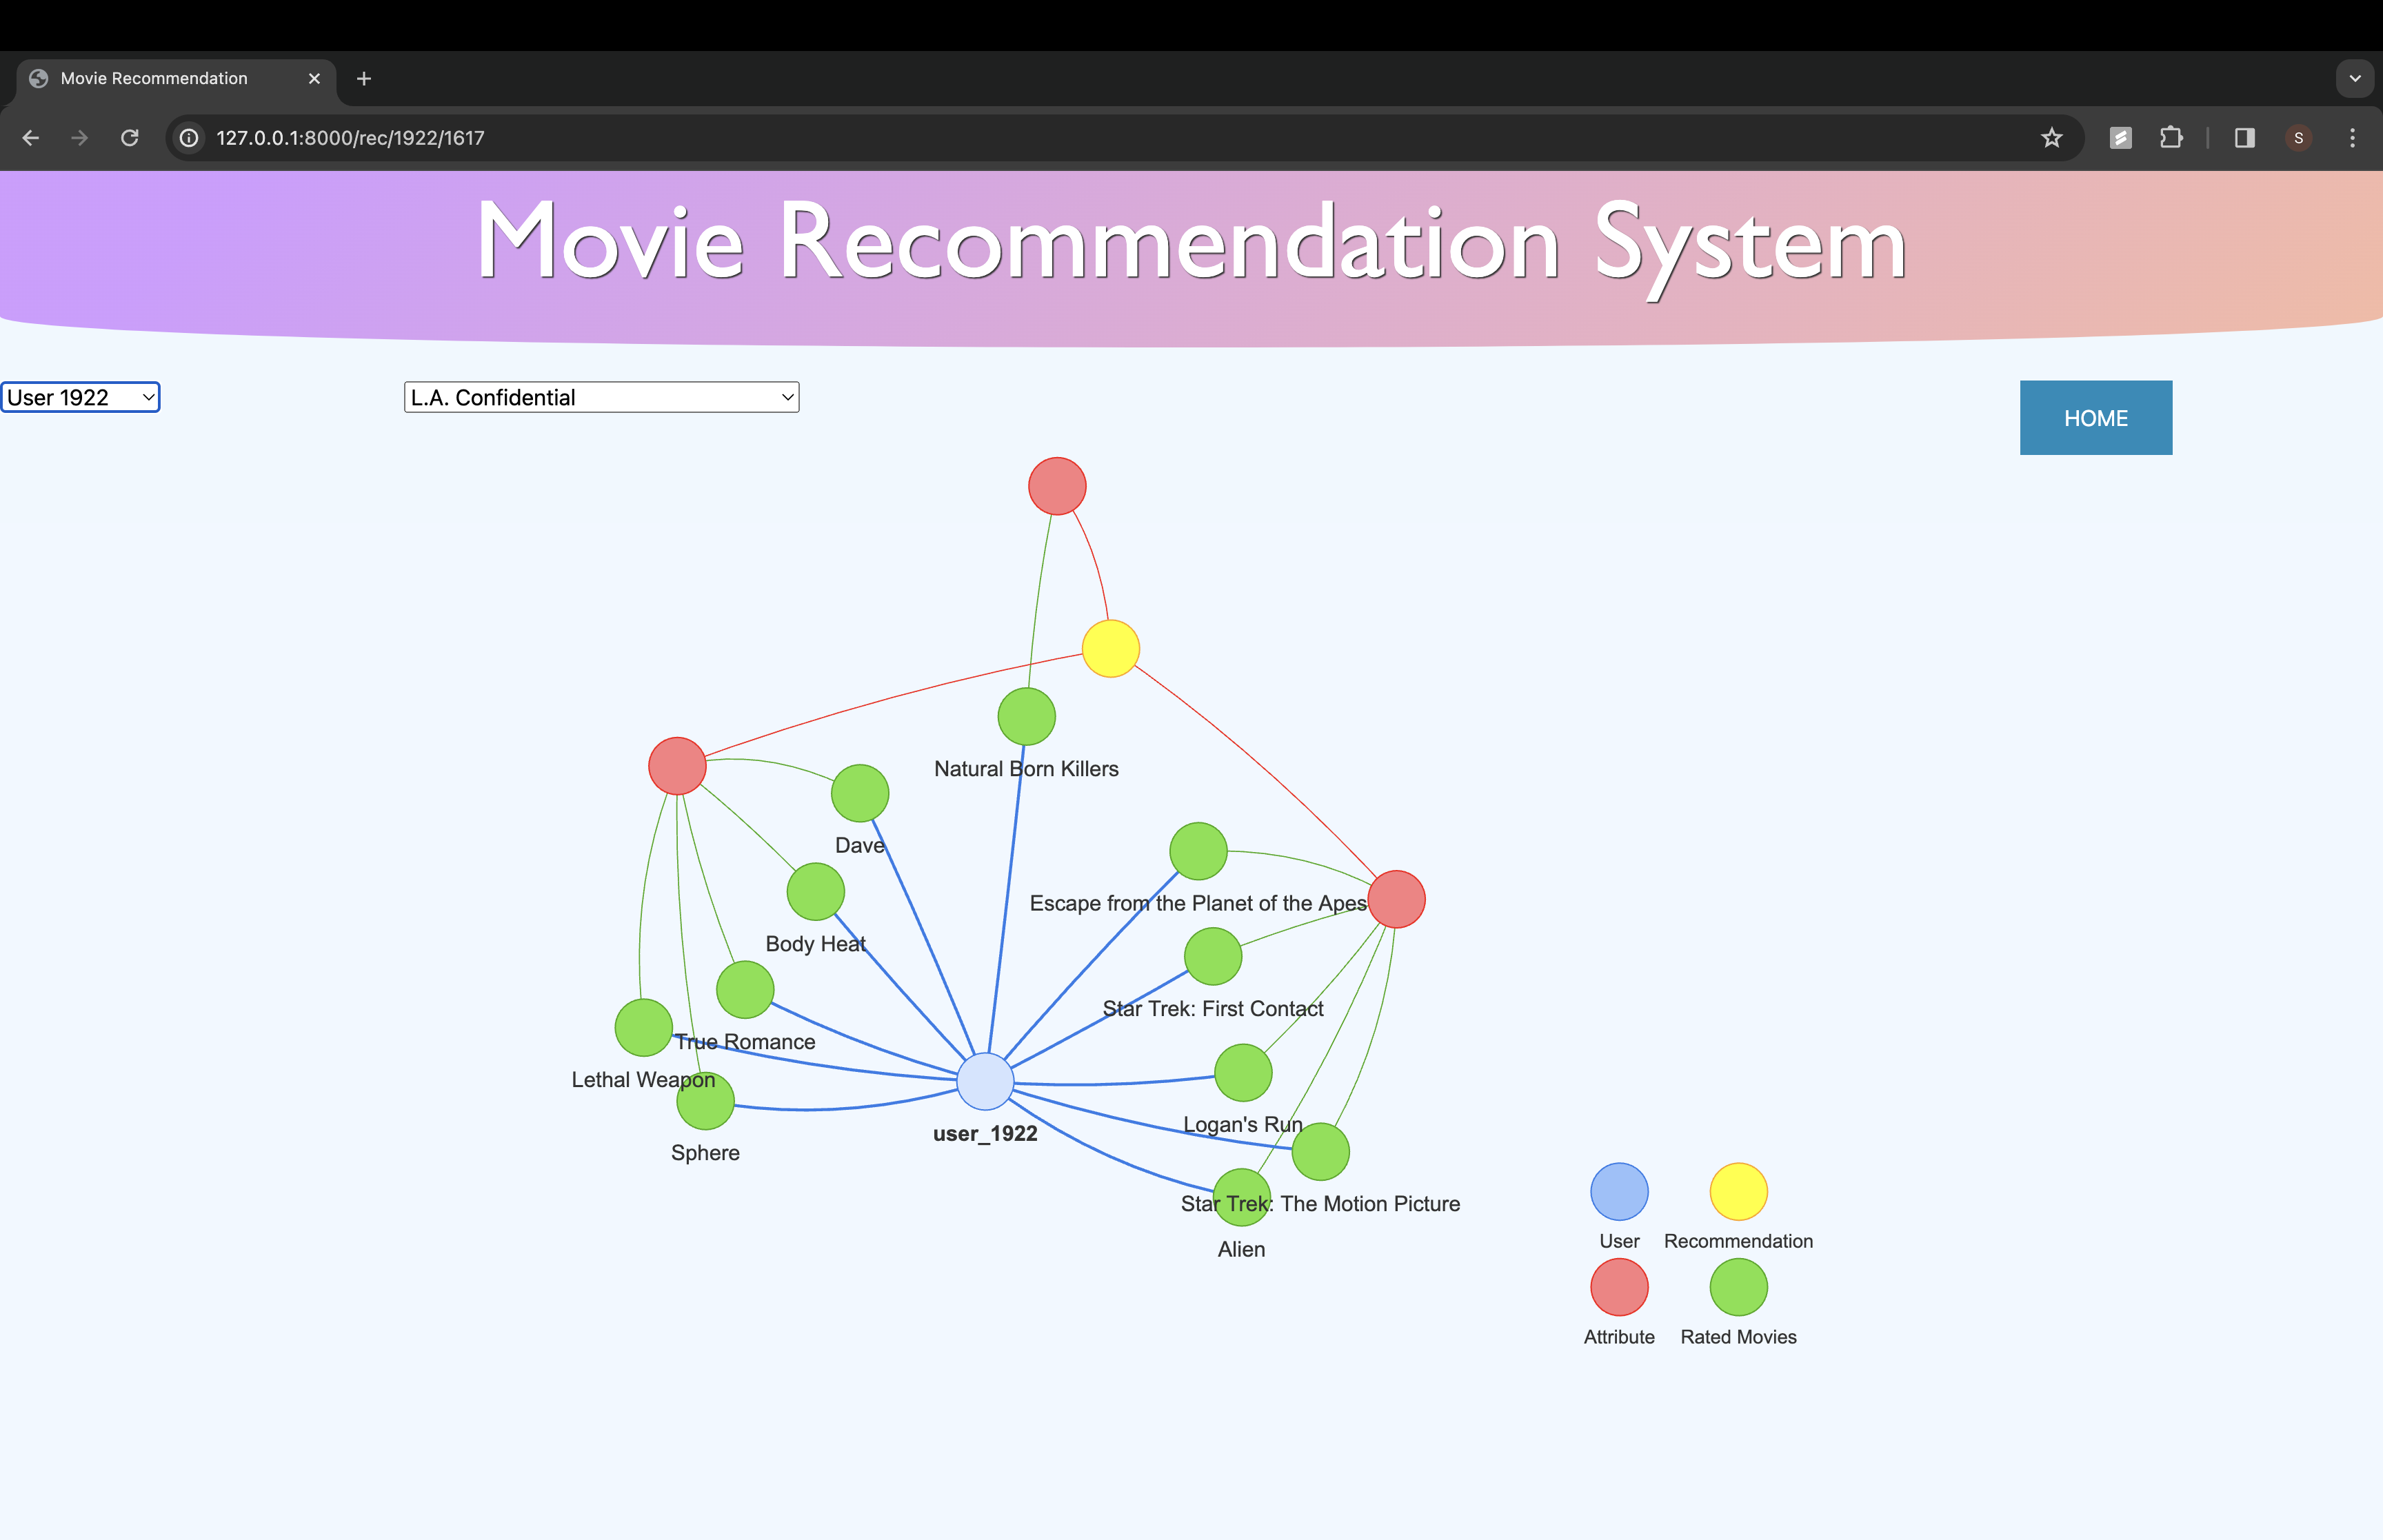 Movie Recommendation
127.0.0.1:8000/rec/1922/1617
S
Movie Recommendation System
User 1922
L.A. Confidential
HOME
Natural Born Killers
Dave
Escape from the Planet of the Apes
Body Heat
Star Trek: First Contact
True Romance
Lethal Weapon
Logan's Run
user_1922
Sphere
Star Trek: The Motion Picture
Alien
User
Recommendation
Attribute
Rated Movies